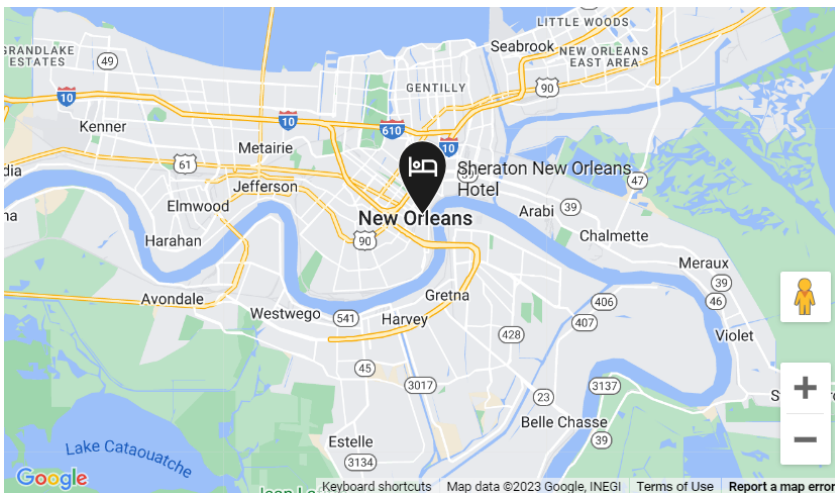 LITTLE WOODS
GRANDLAKE
ESTATES
49
Seabrook
NEW ORLEANS
EAST AREA
GENTILLY
90
10
Kenner
10
610
10
Metairie
61
Sheraton New Orleans
Hotel
47
Jefferson
Elmwood
New Orleans
Arabi
39
Harahan
90
Chalmette
Meraux
39
46
Avondale
Gretna
406
Westwego
541
Harvey
407
428
Violet
45
3017
3137
23
Belle Chasse
39
Estelle
3134
Lake Cataouatche
Google
Keyboard shortcuts
Map data ©2023 Google, INEGI
Terms of Use
Report a map error